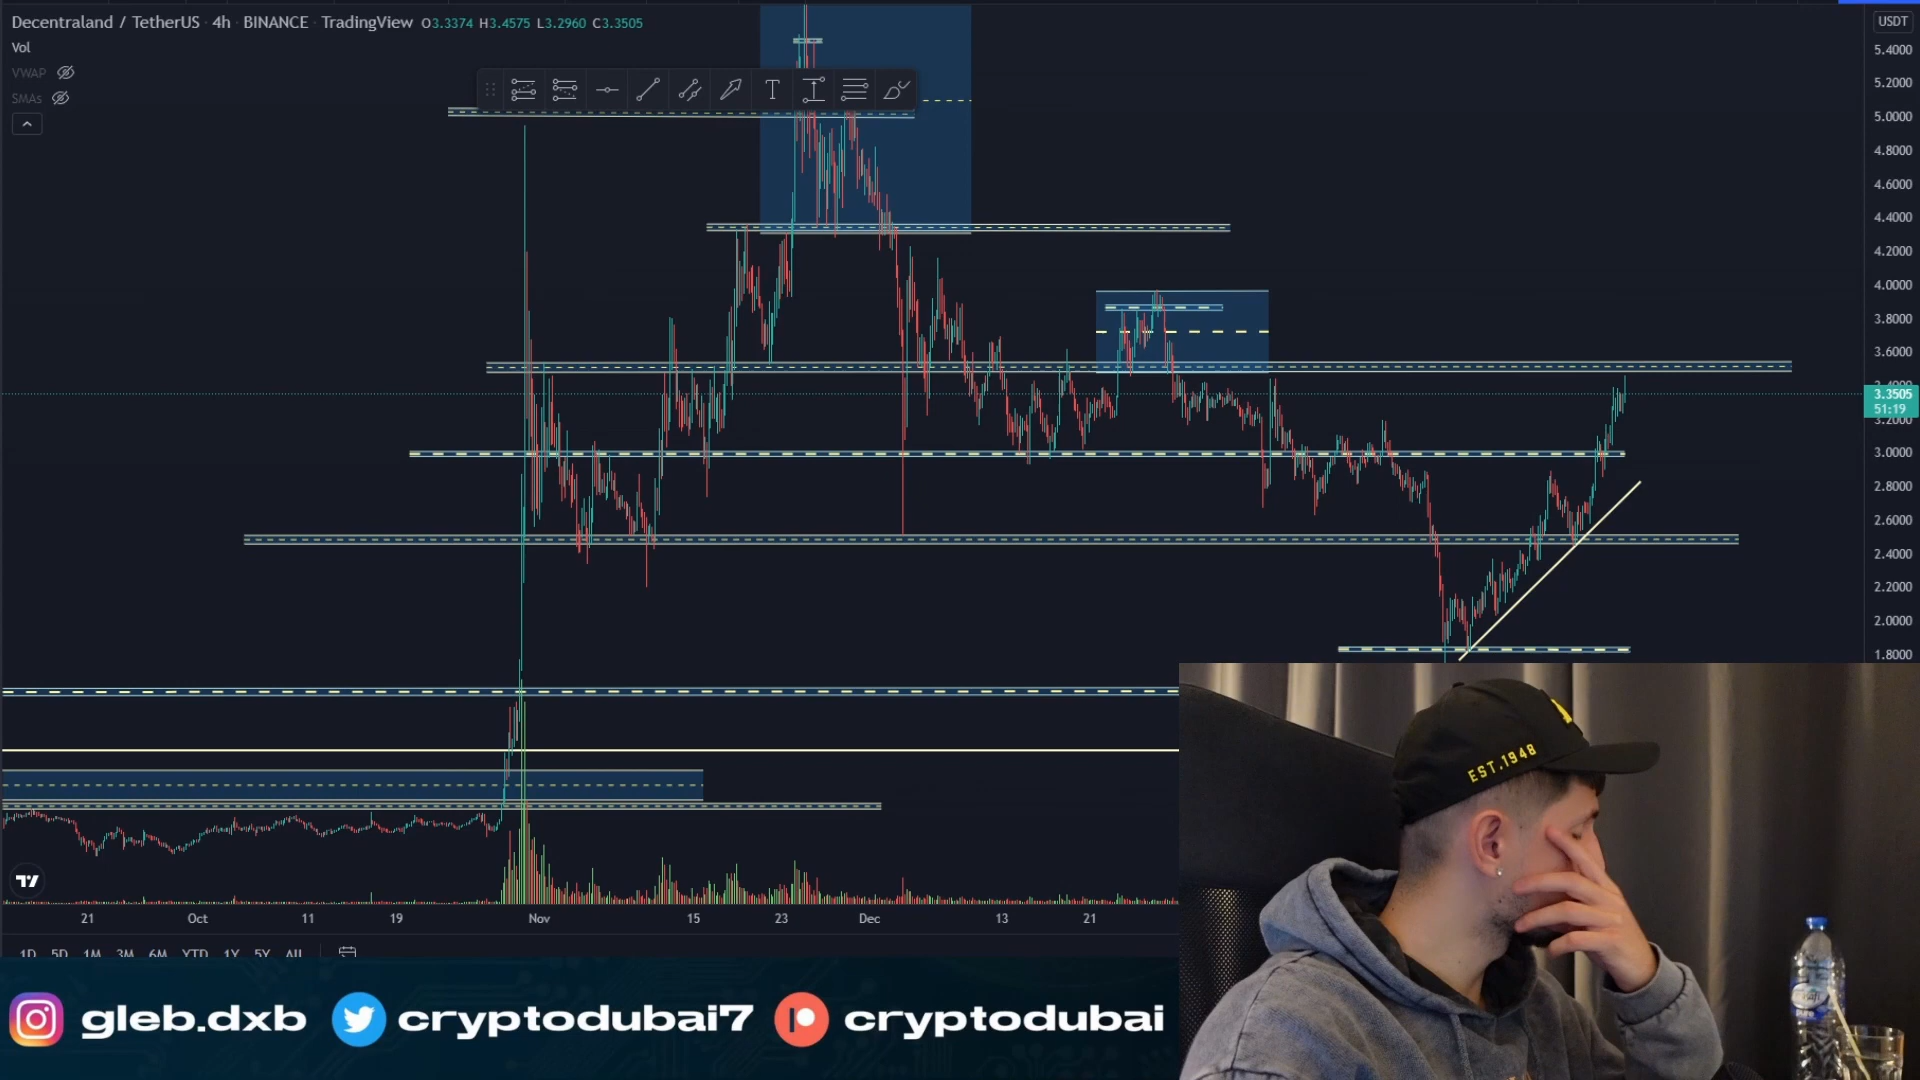 Decentraland / TetherUS · 4h · BINANCE · TradingView O3.3374 H3.4575 L3.2960 C3.3505
USDT
Vol
VWAP
SMAs
T
5.4000
5.2000
5.0000
4.8000
4.6000
4.4000
4.2000
4.0000
3.8000
3.6000
3.4000
3.3505
51:19
3.2000
3.0000
2.8000
2.6000
2.4000
2.2000
2.0000
1.8000
EST.1948
21 Oct 11 19 Nov 15 23 Dec 13 21
1D 5D 1M 3M 6M YTD 1Y 5Y All
gleb.dxb cryptodubai7 cryptodubai